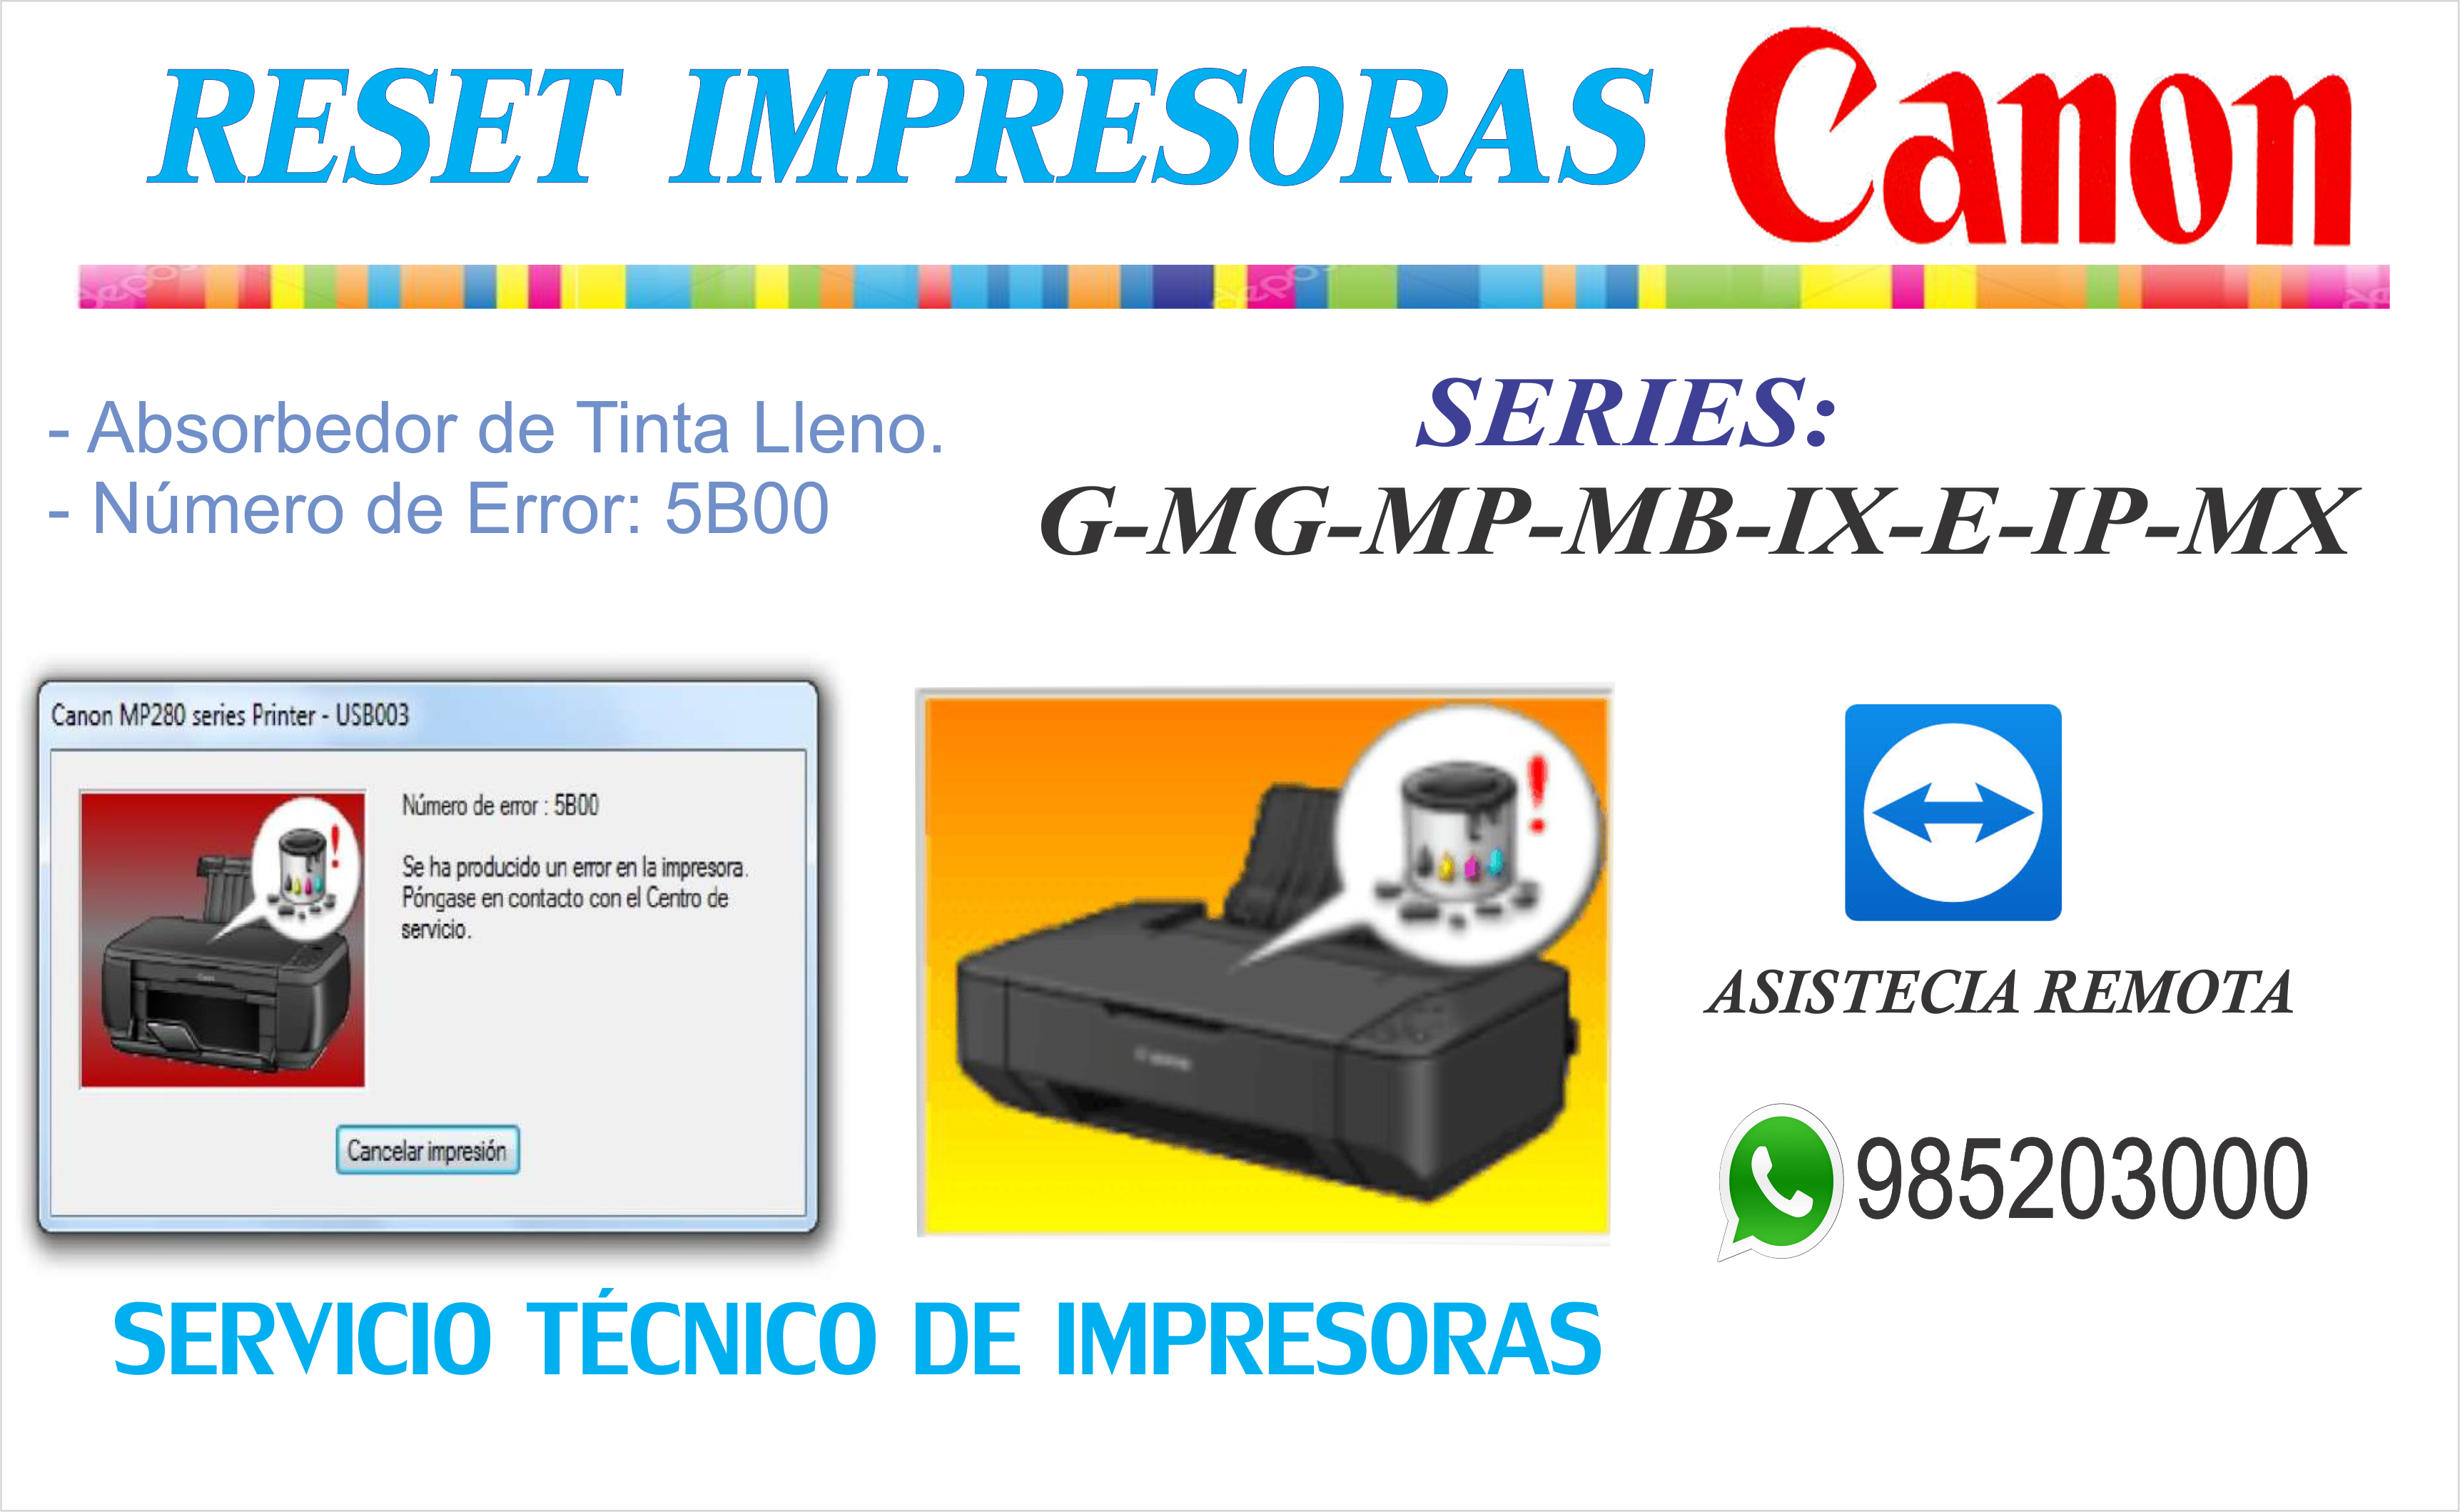 RESET IMPRESORAS Canon
- Absorbedor de Tinta Lleno.
- Número de Error: 5B00
SERIES:
G-MG-MP-MB-IX-E-IP-MX
Canon MP280 series Printer - USB003
Número de error : 5B00
Se ha producido un error en la impresora.
Póngase en contacto con el Centro de
servicio.
Cancelar impresión
ASISTECIA REMOTA
985203000
SERVICIO TÉCNICO DE IMPRESORAS